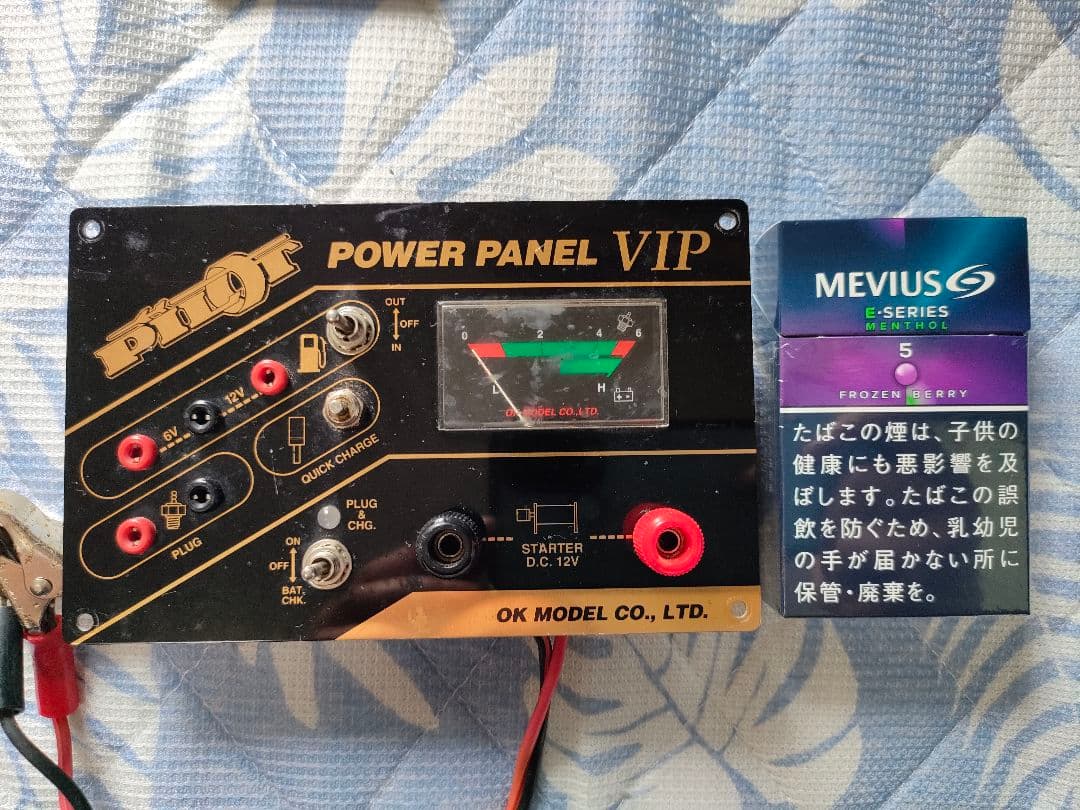 POWER PANEL VIP
OUT
OFF
IN
12V
6V
QUICK CHARGE
PLUG
PLUG
&
CHG.
ON
OFF
BAT.
CHK.
0 2 4 6
L H
OK MODEL CO.,LTD.
STARTER
D.C. 12V
OK MODEL CO., LTD.
MEVIUS
E·SERIES
MENTHOL
5
FROZEN BERRY
たばこの煙は、子供の
健康にも悪影響を及
ぼします。たばこの誤
飲を防ぐため、乳幼児
の手が届かない所に
保管・廃棄を。